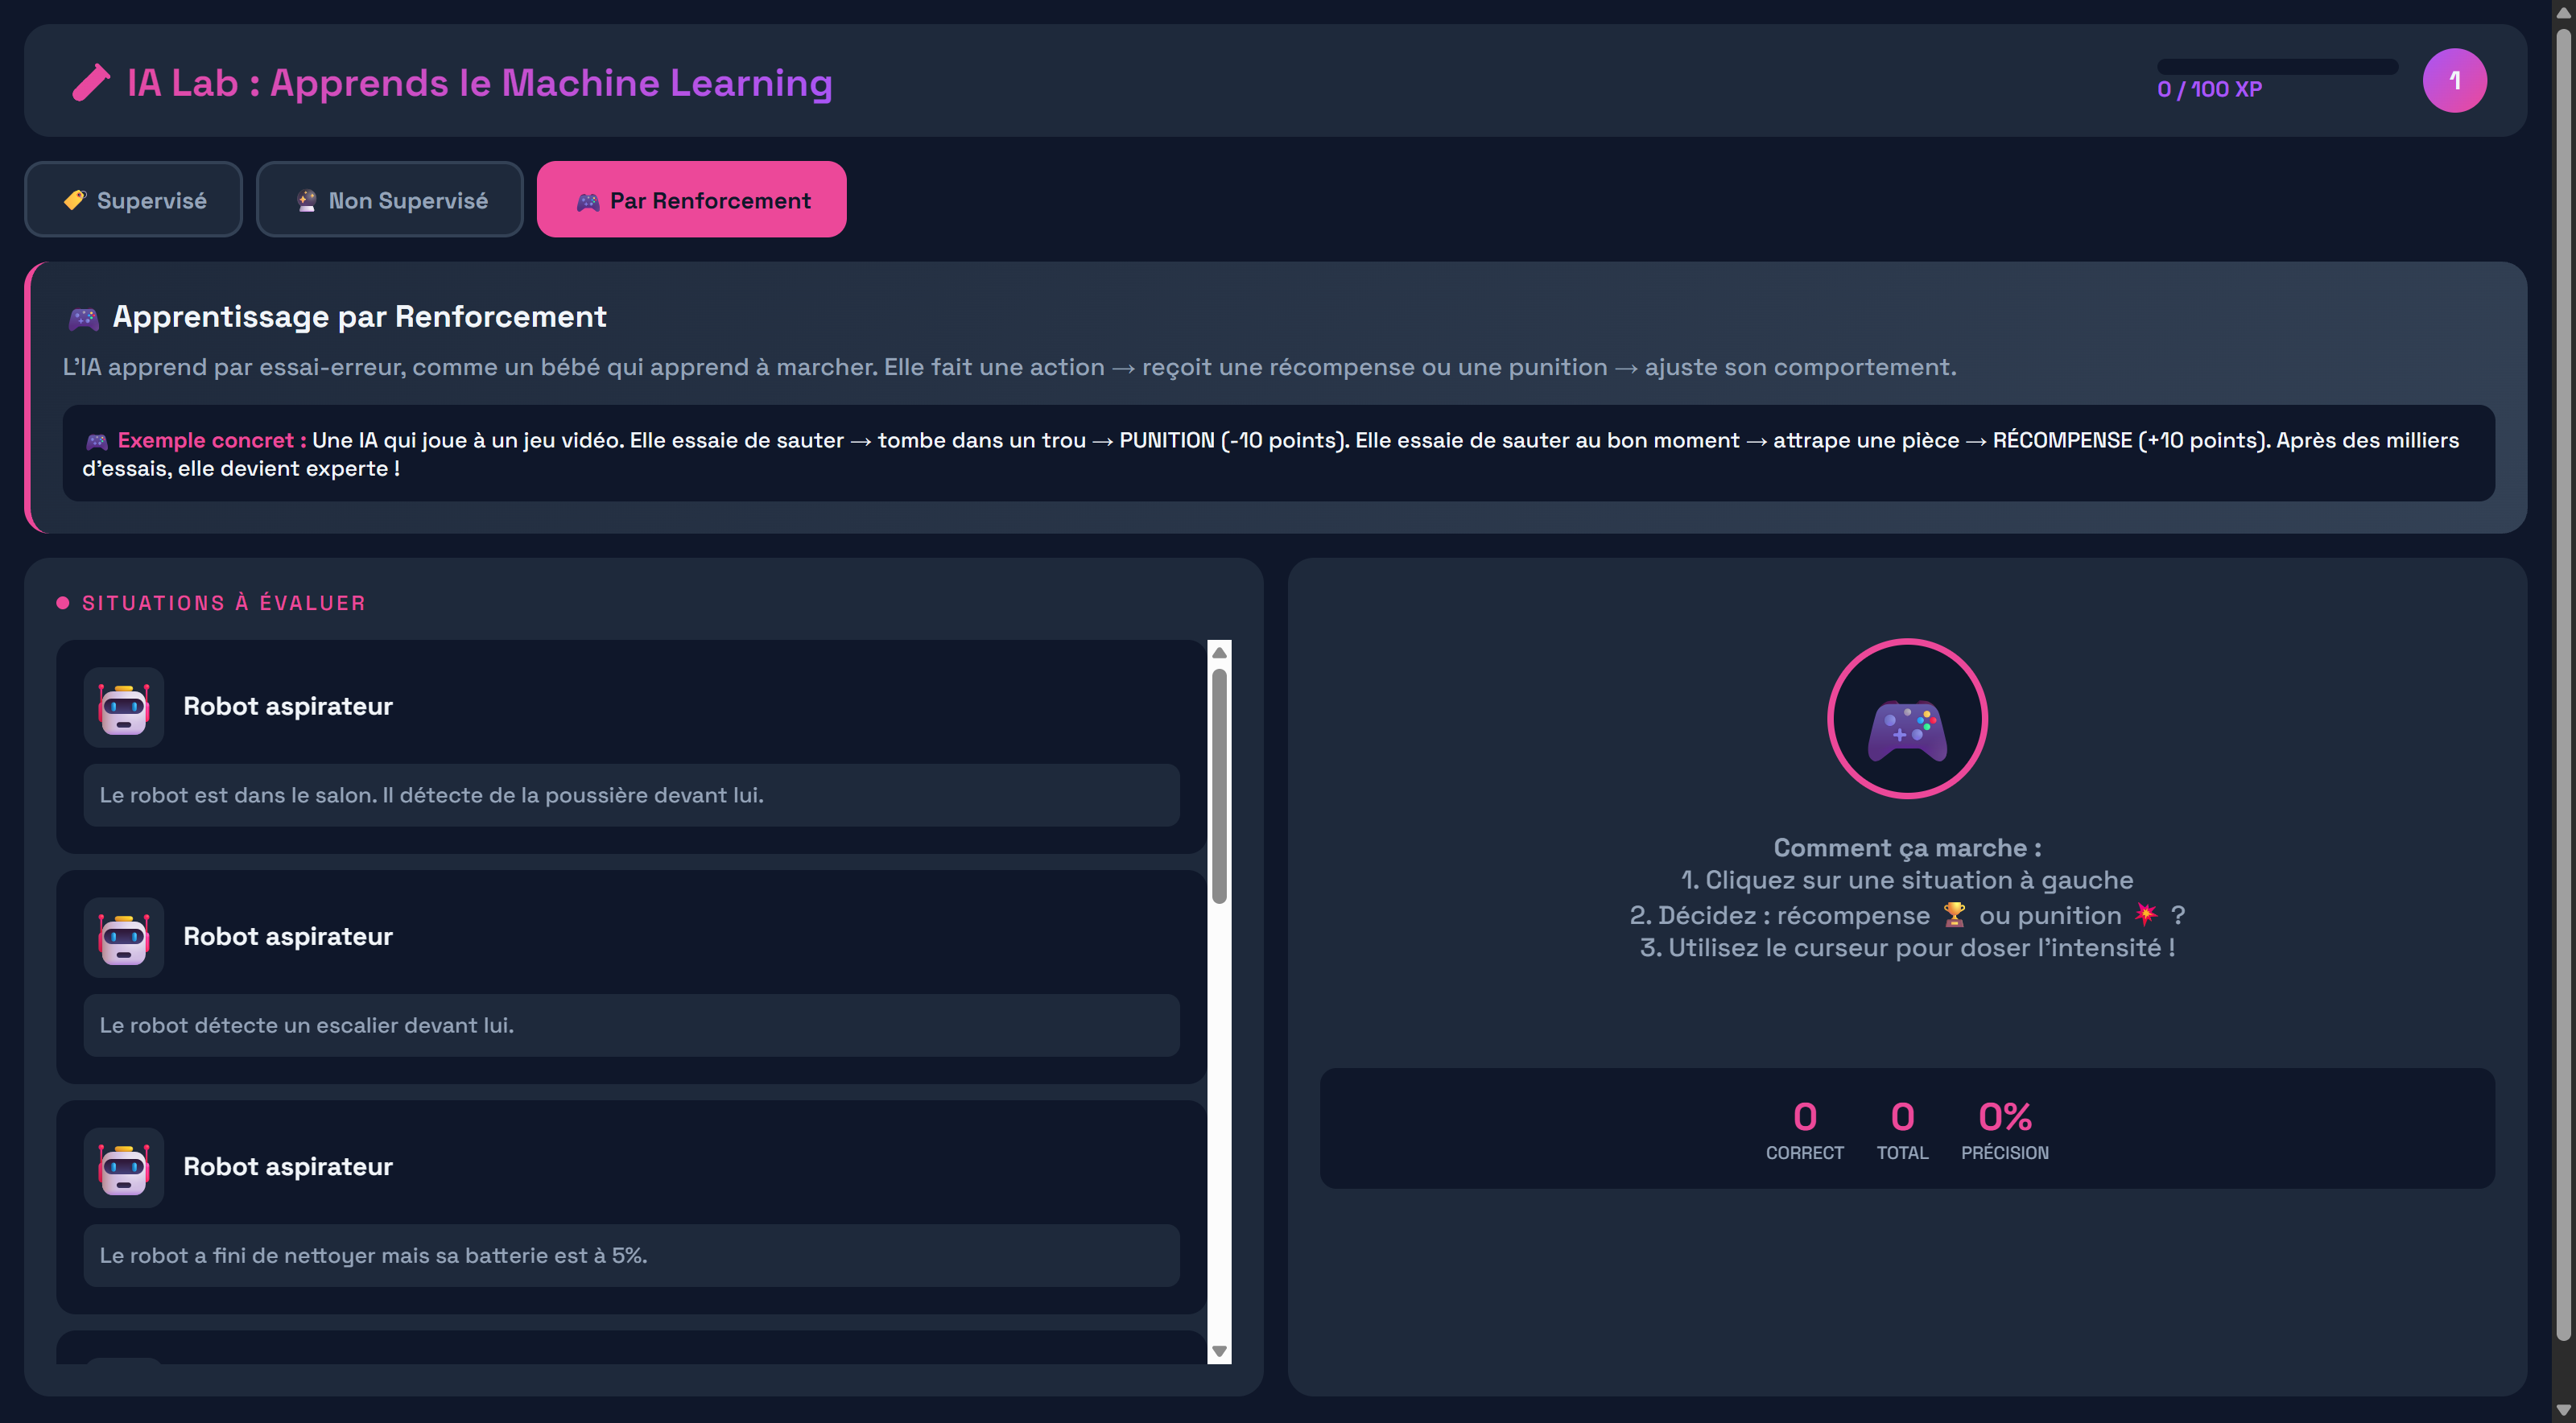 IA Lab : Apprends le Machine Learning
0 / 100 XP
1
Supervisé
Non Supervisé
Par Renforcement
Apprentissage par Renforcement
L'IA apprend par essai-erreur, comme un bébé qui apprend à marcher. Elle fait une action → reçoit une récompense ou une punition → ajuste son comportement.
Exemple concret : Une IA qui joue à un jeu vidéo. Elle essaie de sauter → tombe dans un trou → PUNITION (-10 points). Elle essaie de sauter au bon moment → attrape une pièce → RÉCOMPENSE (+10 points). Après des milliers
d'essais, elle devient experte !
SITUATIONS À ÉVALUER
Robot aspirateur
Le robot est dans le salon. Il détecte de la poussière devant lui.
Robot aspirateur
Le robot détecte un escalier devant lui.
Robot aspirateur
Le robot a fini de nettoyer mais sa batterie est à 5%.
Comment ça marche :
1. Cliquez sur une situation à gauche
2. Décidez : récompense 🏆 ou punition 💥 ?
3. Utilisez le curseur pour doser l'intensité !
0 0 0%
CORRECT TOTAL PRÉCISION